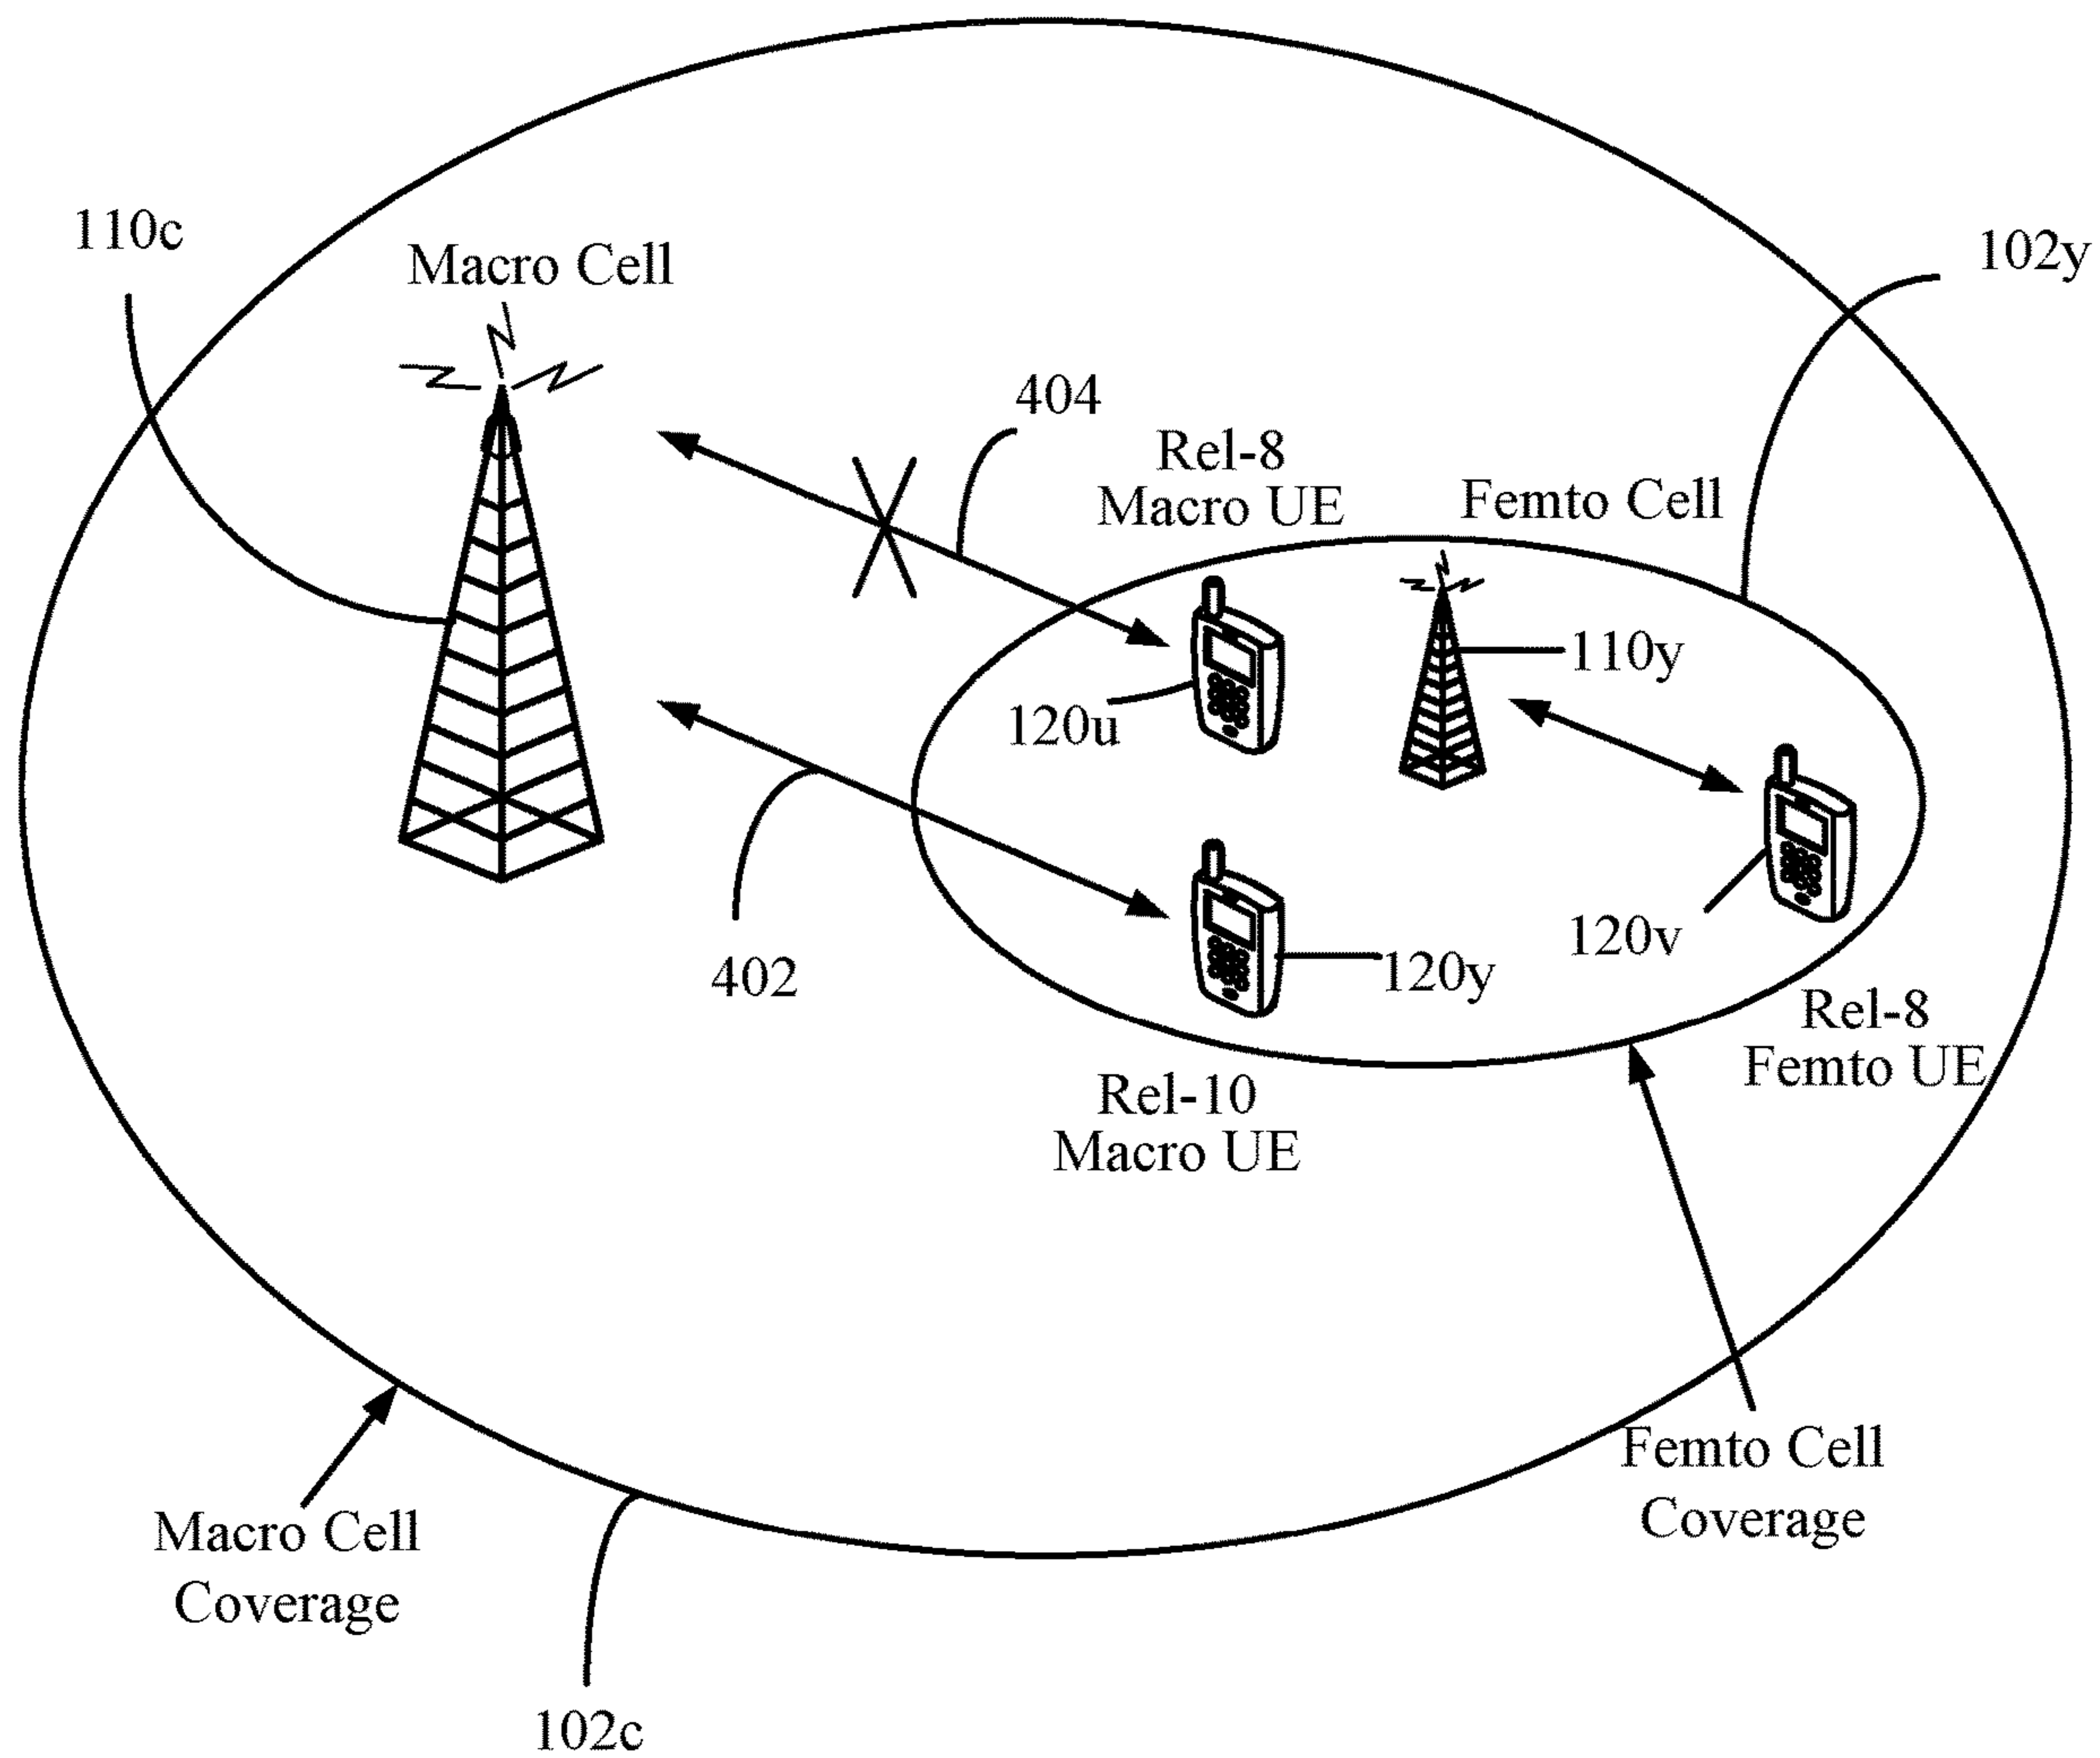 110c
Macro Cell
102y
404
Rel-8
Macro UE
Femto Cell
110y
120u
120v
120y
402
Rel-8
Femto UE
Rel-10
Macro UE
Femto Cell
Coverage
Macro Cell
Coverage
102c